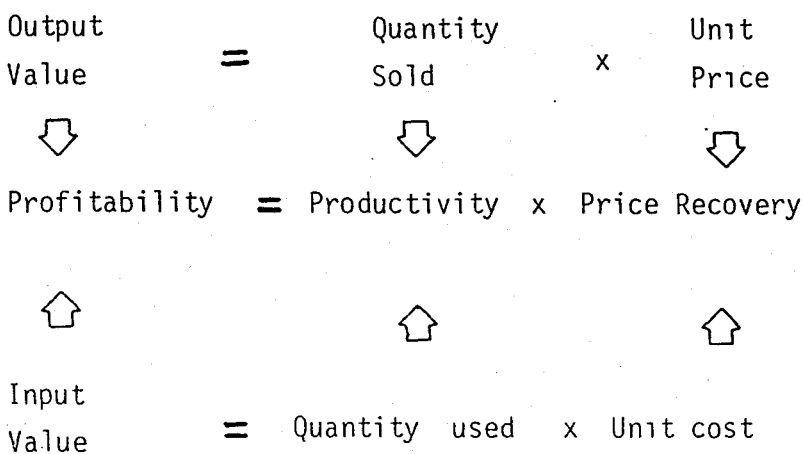 Output Quantity Unit
Value = Sold x Price
Profitability = Productivity x Price Recovery
Input
Value = Quantity used x Unit cost